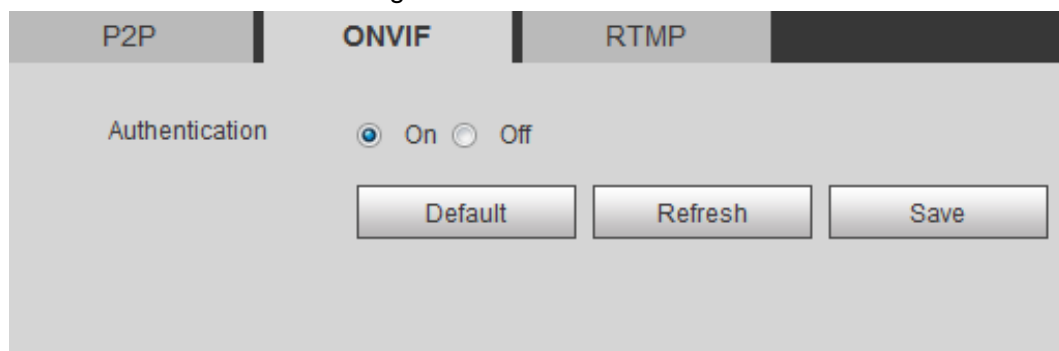 P2P ONVIF RTMP
Authentication On Off
Default Refresh Save